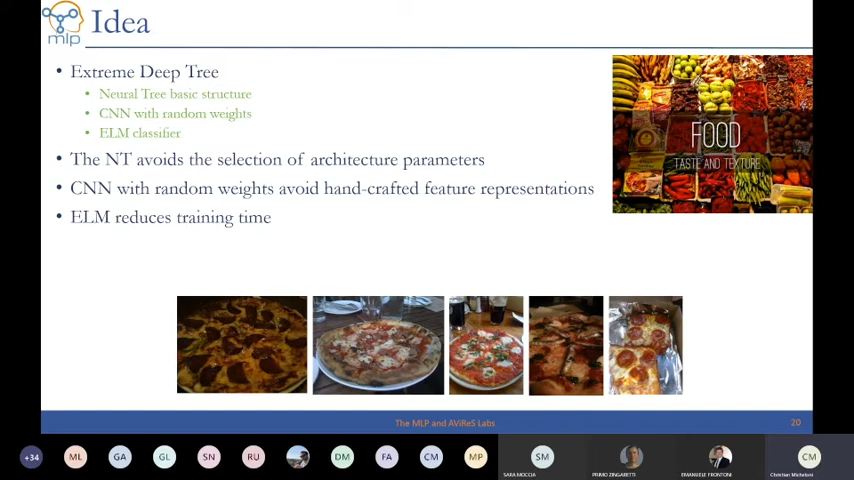 mlp
Idea
• Extreme Deep Tree
• Neural Tree basic structure
• CNN with random weights
• ELM classifier
• The NT avoids the selection of architecture parameters
• CNN with random weights avoid hand-crafted feature representations
• ELM reduces training time
FOOD
TASTE AND TEXTURE
The MLP and AViReS Labs
20
+34
ML
GA
GL
SN
RU
DM
FA
CM
MP
SM
CM
SARA MOCCIA
PRIMO ZINGARETTI
EMANUELE FRONTONI
Christian Micheloni